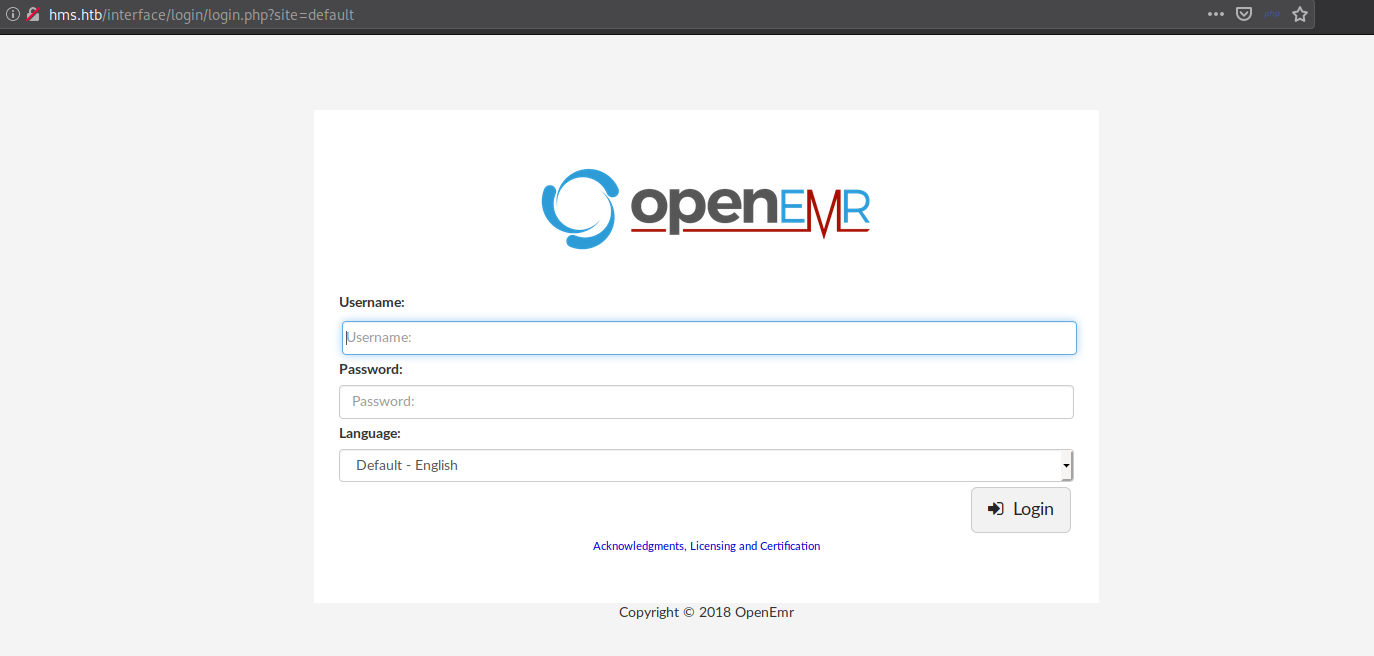 hms.htb/interface/login/login.php?site=default
php
openEMR
Username:
Username:
Password:
Password:
Language:
Default - English
Login
Acknowledgments, Licensing and Certification
Copyright © 2018 OpenEmr